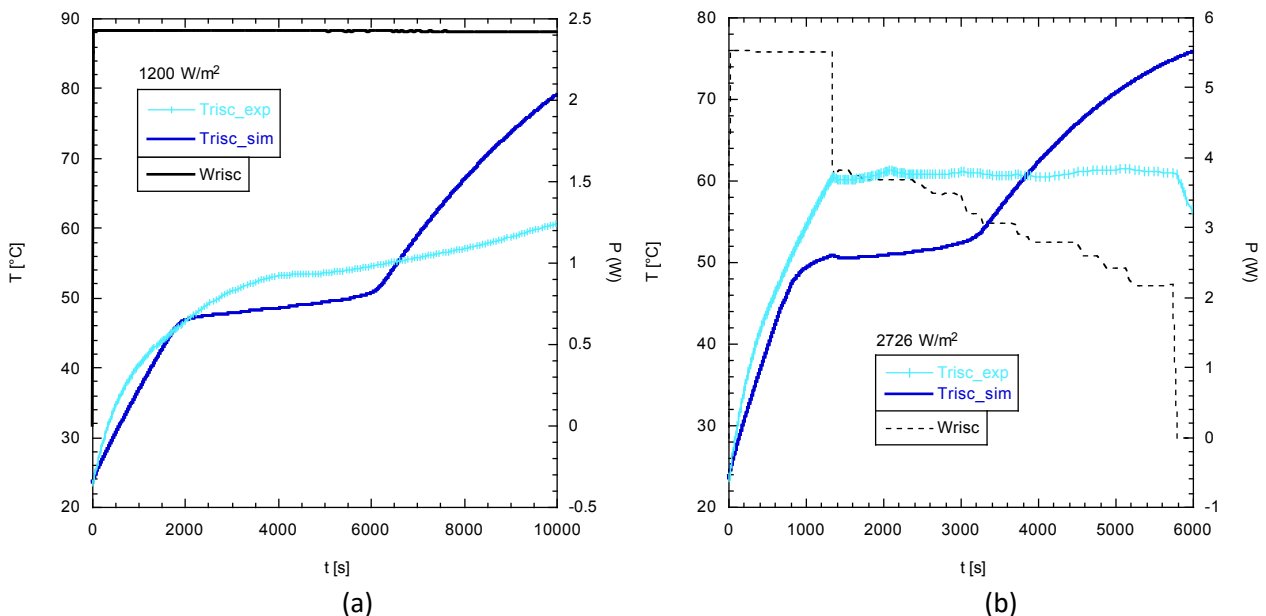 90
80
70
60
50
40
30
20
T [°C]
2.5
2
1.5
1
0.5
0
-0.5
P (W)
1200 W/m²
Trisc_exp
Trisc_sim
Wrisc
0 2000 4000 6000 8000 10000
t [s]
(a)
80
70
60
50
40
30
20
T [°C]
6
5
4
3
2
1
0
-1
P (W)
2726 W/m²
Trisc_exp
Trisc_sim
Wrisc
0 1000 2000 3000 4000 5000 6000
t [s]
(b)